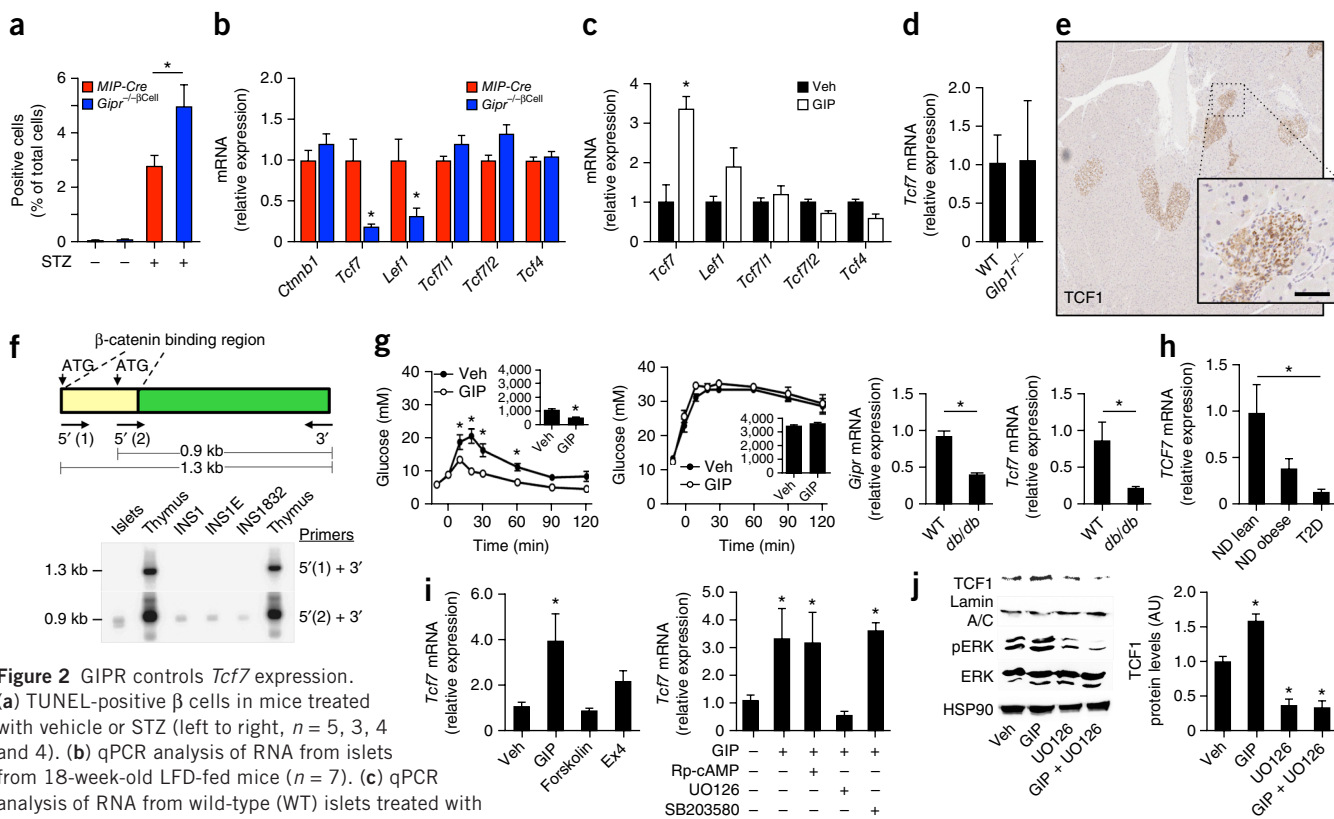 a
Positive cells
(% of total cells)
6
4
2
0
STZ
– – + +
*
MIP-Cre
Gipr–/–βCell
b
mRNA
(relative expression)
2.0
1.5
1.0
0.5
0
MIP-Cre
Gipr–/–βCell
*
*
Ctnnb1
Tcf7
Lef1
Tcf7l1
Tcf7l2
Tcf4
c
mRNA
(relative expression)
4
3
2
1
0
*
Veh
GIP
Tcf7
Lef1
Tcf7l1
Tcf7l2
Tcf4
d
Tcf7 mRNA
(relative expression)
2.0
1.5
1.0
0.5
0
WT
Glp1r–/–
e
TCF1
f
β-catenin binding region
ATG ATG
5′ (1) 5′ (2) 3′
0.9 kb
1.3 kb
Islets
Thymus
INS1
INS1E
INS1832
Thymus
Primers
1.3 kb 5′(1) + 3′
0.9 kb 5′(2) + 3′
g
Glucose
(mM)
40
30
20
10
0
Veh
GIP
* * * *
4,000
3,000
2,000
1,000
0
*
Veh
GIP
0 30 60 90 120
Time (min)
Glucose (mM)
40
30
20
10
0
Veh
GIP
4,000
3,000
2,000
1,000
0
Veh
GIP
0 30 60 90 120
Time (min)
Gipr mRNA
(relative expression)
1.5
1.0
0.5
0
*
WT
db/db
Tcf7 mRNA
(relative expression)
1.5
1.0
0.5
0
*
WT
db/db
h
TCF7 mRNA
(relative expression)
1.5
1.0
0.5
0
*
ND lean
ND obese
T2D
i
Tcf7 mRNA
(relative expression)
6.0
4.0
2.0
0
*
Veh
GIP
Forskolin
Ex4
Tcf7 mRNA
(relative expression)
5.0
4.0
3.0
2.0
1.0
0
* * *
GIP – + + + +
Rp-cAMP – – + – –
UO126 – – – + –
SB203580 – – – – +
j
TCF1
Lamin
A/C
pERK
ERK
HSP90
Veh
GIP
UO126
GIP + UO126
TCF1
protein levels (AU)
2.0
1.5
1.0
0.5
0
*
*
*
Veh
GIP
UO126
GIP + UO126
Figure 2 GIPR controls Tcf7 expression.
(a) TUNEL-positive β cells in mice treated
with vehicle or STZ (left to right, n = 5, 3, 4
and 4). (b) qPCR analysis of RNA from islets
from 18-week-old LFD-fed mice (n = 7). (c) qPCR
analysis of RNA from wild-type (WT) islets treated with